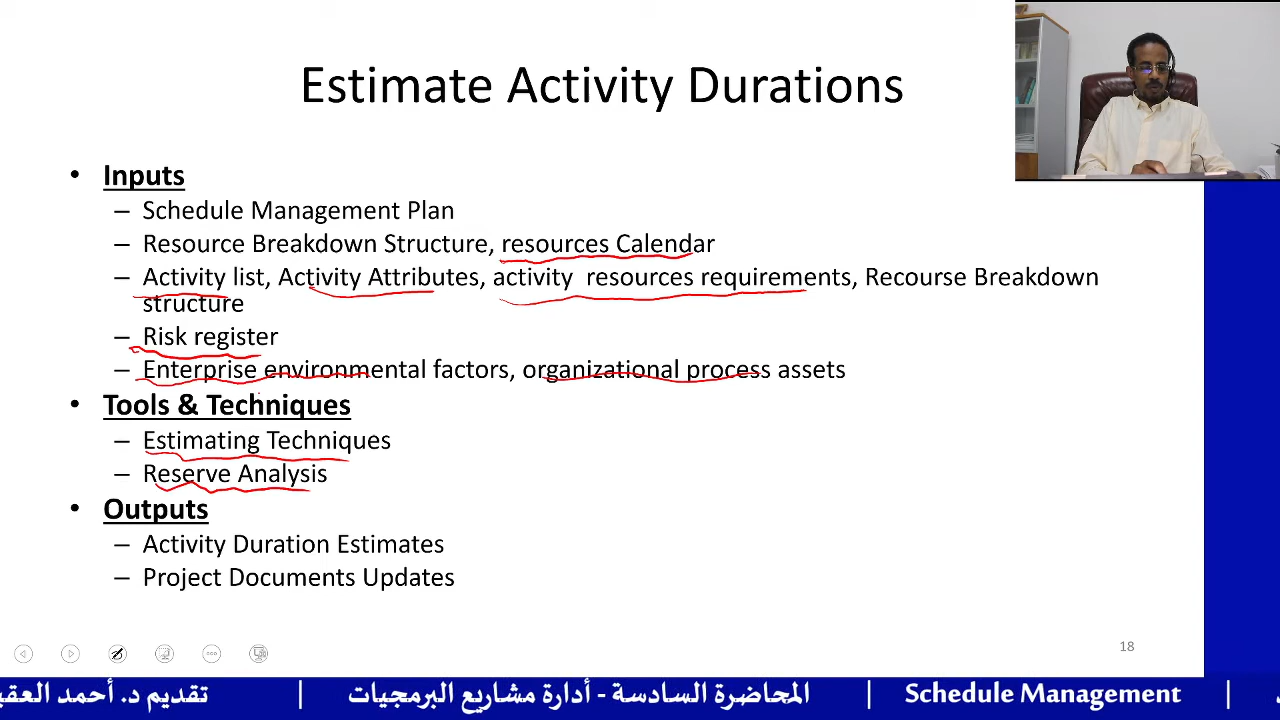 Estimate Activity Durations
• Inputs
– Schedule Management Plan
– Resource Breakdown Structure, resources Calendar
– Activity list, Activity Attributes, activity resources requirements, Recourse Breakdown
structure
– Risk register
– Enterprise environmental factors, organizational process assets
• Tools & Techniques
– Estimating Techniques
– Reserve Analysis
• Outputs
– Activity Duration Estimates
– Project Documents Updates
18
Schedule Management | المحاضرة السادسة - أدارة مشاريع البرمجيات | تقديم د. أحمد